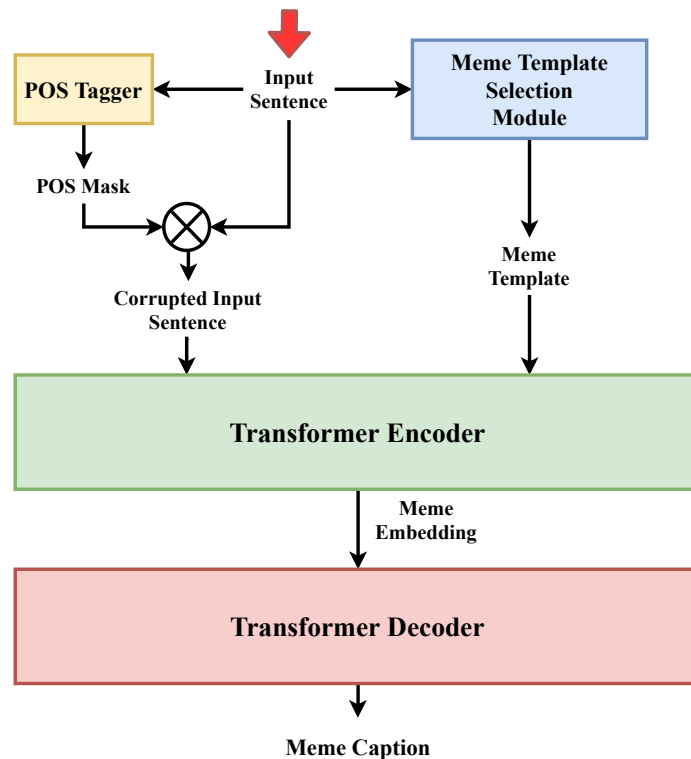 Input
Sentence
POS Tagger
Meme Template
Selection
Module
POS Mask
Meme
Template
Corrupted Input
Sentence
Transformer Encoder
Meme
Embedding
Transformer Decoder
Meme Caption